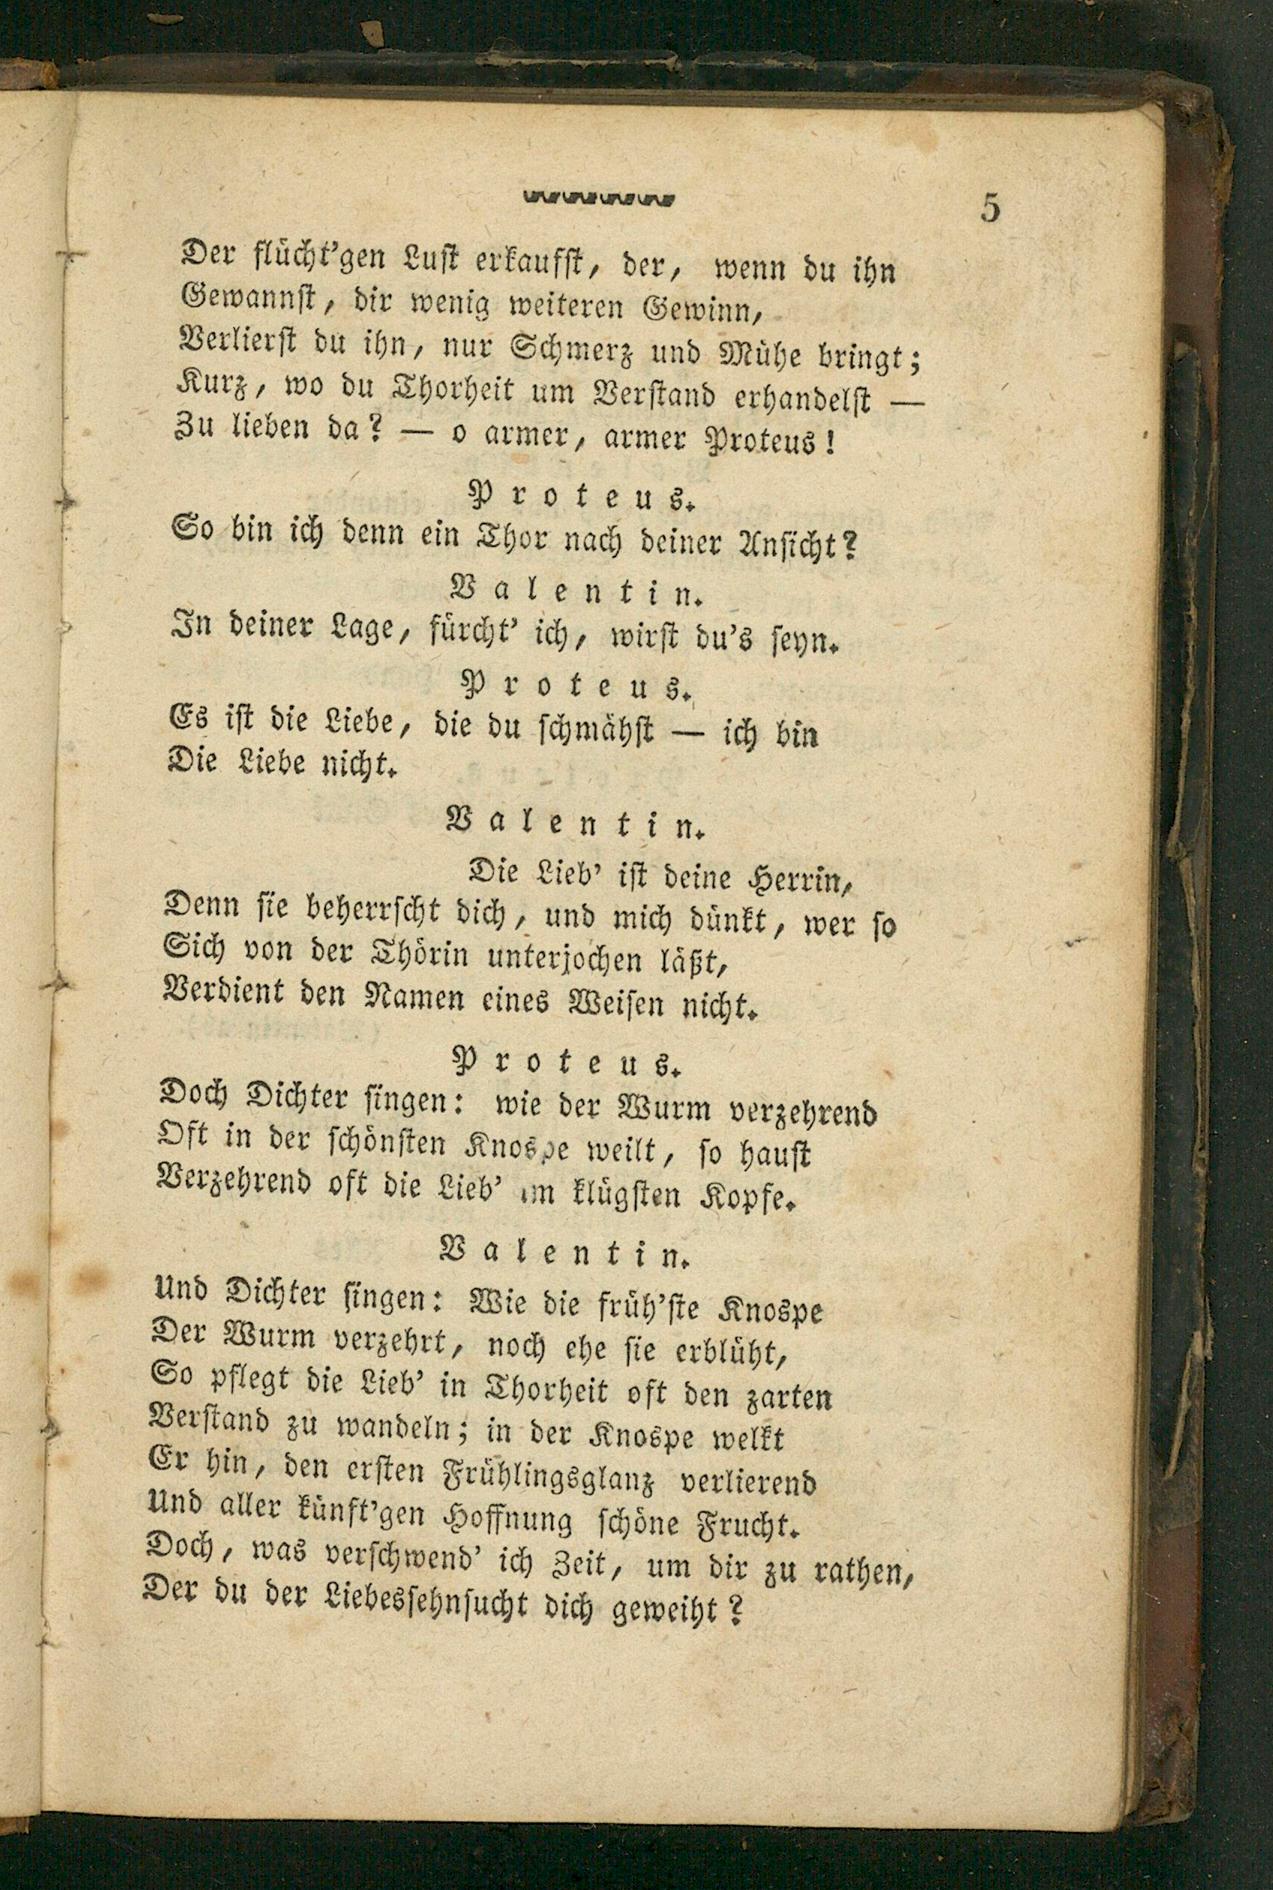 5
Der flücht'gen Lust erkaufst, der, wenn du ihn
Gewannst, dir wenig weiteren Gewinn,
Verlierst du ihn, nur Schmerz und Mühe bringt;
Kurz, wo du Thorheit um Verstand erhandelst —
Zu lieben da? — o armer, armer Proteus!
Proteus.
So bin ich denn ein Thor nach deiner Ansicht?
Valentin.
In deiner Lage, fürcht' ich, wirst du's seyn.
Proteus.
Es ist die Liebe, die du schmähst — ich bin
Die Liebe nicht.
Valentin.
Die Lieb' ist deine Herrin,
Denn sie beherrscht dich, und mich dünkt, wer so
Sich von der Thörin unterjochen läßt,
Verdient den Namen eines Weisen nicht.
Proteus.
Doch Dichter singen: wie der Wurm verzehrend
Oft in der schönsten Knospe weilt, so haust
Verzehrend oft die Lieb' im klügsten Kopfe.
Valentin.
Und Dichter singen: Wie die früh'ste Knospe
Der Wurm verzehrt, noch ehe sie erblüht,
So pflegt die Lieb' in Thorheit oft den zarten
Verstand zu wandeln; in der Knospe welkt
Er hin, den ersten Frühlingsglanz verlierend
Und aller künft'gen Hoffnung schöne Frucht.
Doch, was verschwend' ich Zeit, um dir zu rathen,
Der du der Liebessehnsucht dich geweiht?